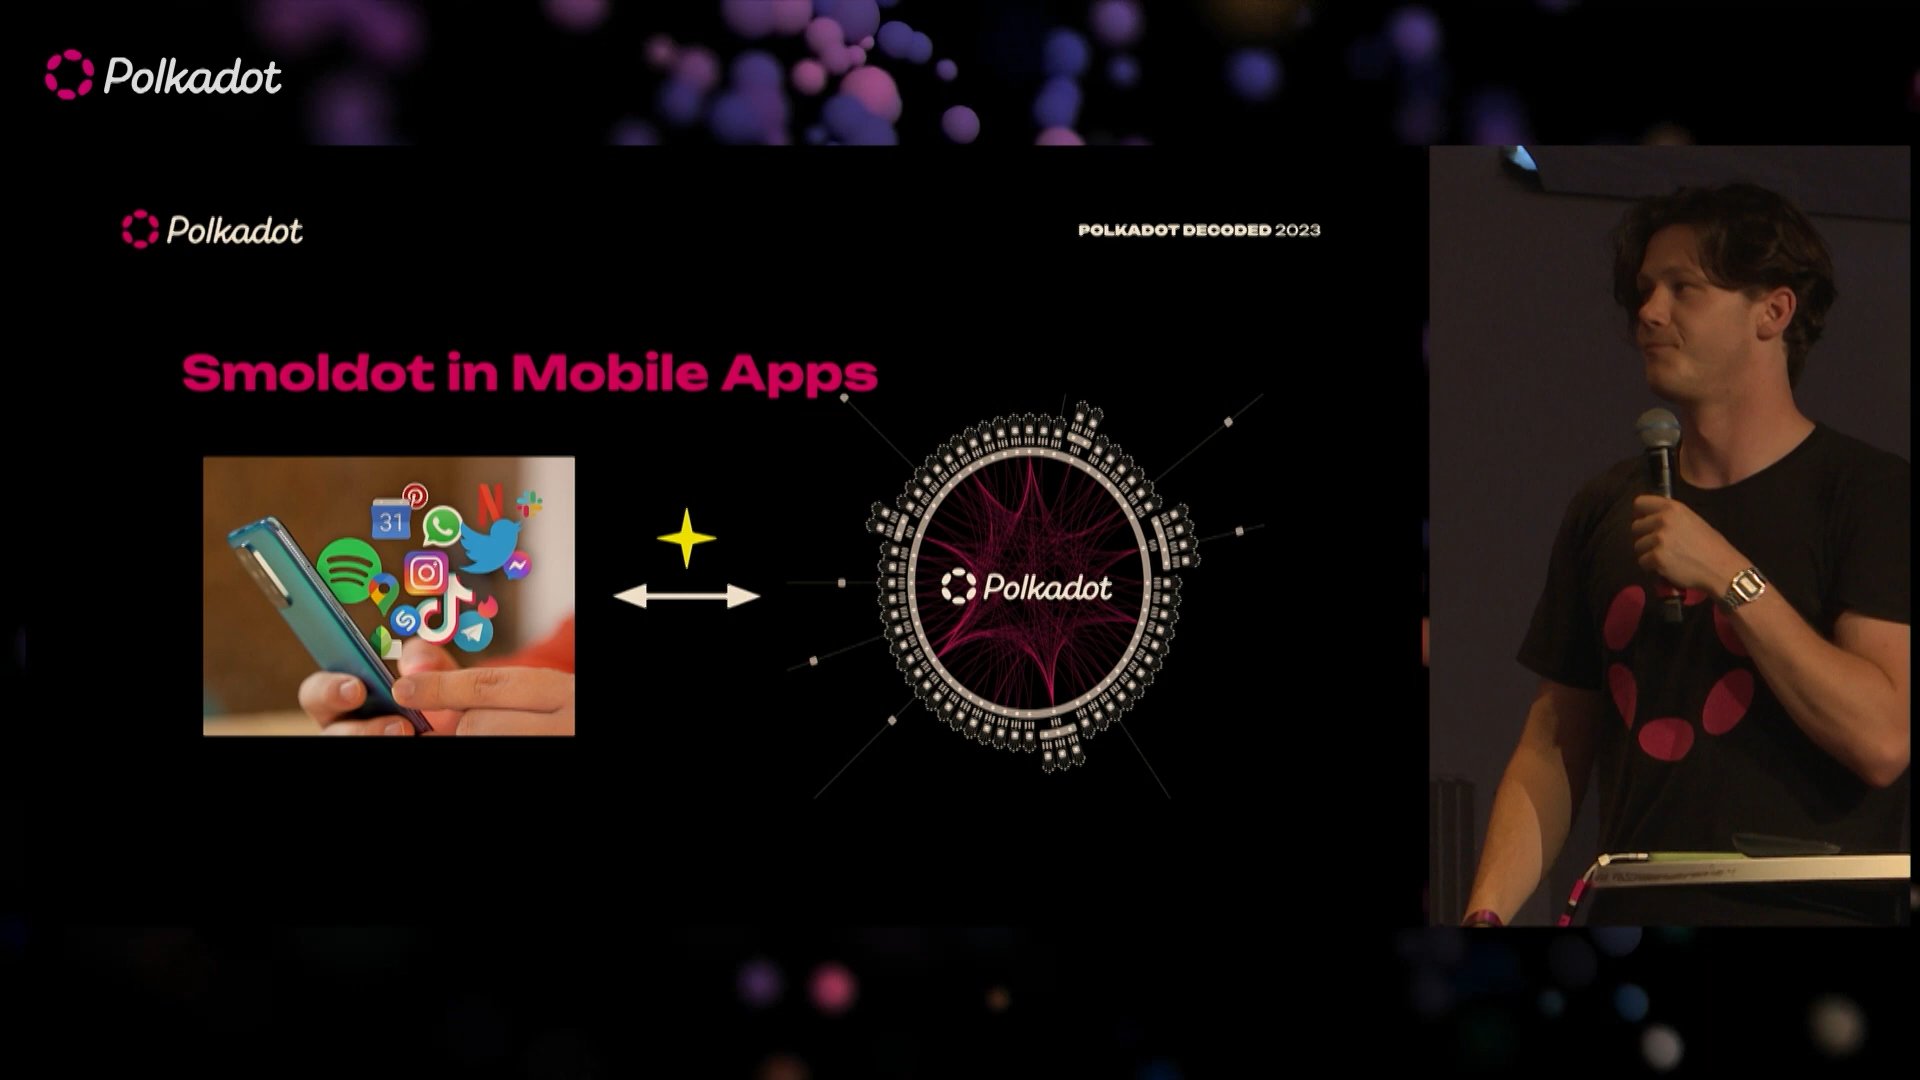 Polkadot
Polkadot
POLKADOT DECODED 2023
Smoldot in Mobile Apps
31
Polkadot